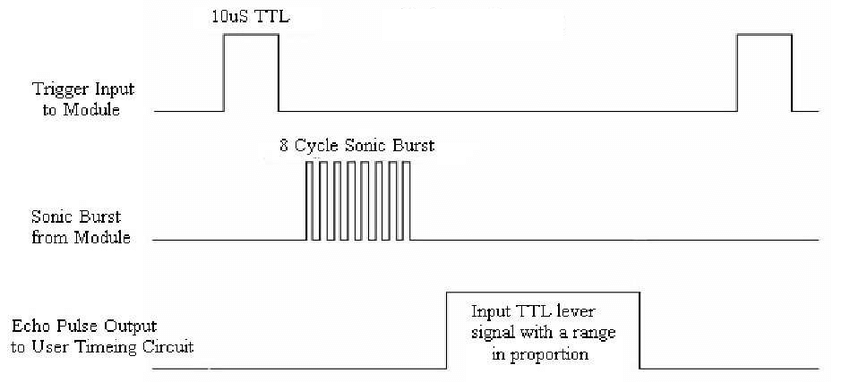 10uS TTL
Trigger Input
to Module
8 Cycle Sonic Burst
Sonic Burst
from Module
Echo Pulse Output
to User Timeing Circuit
Input TTL lever
signal with a range
in proportion